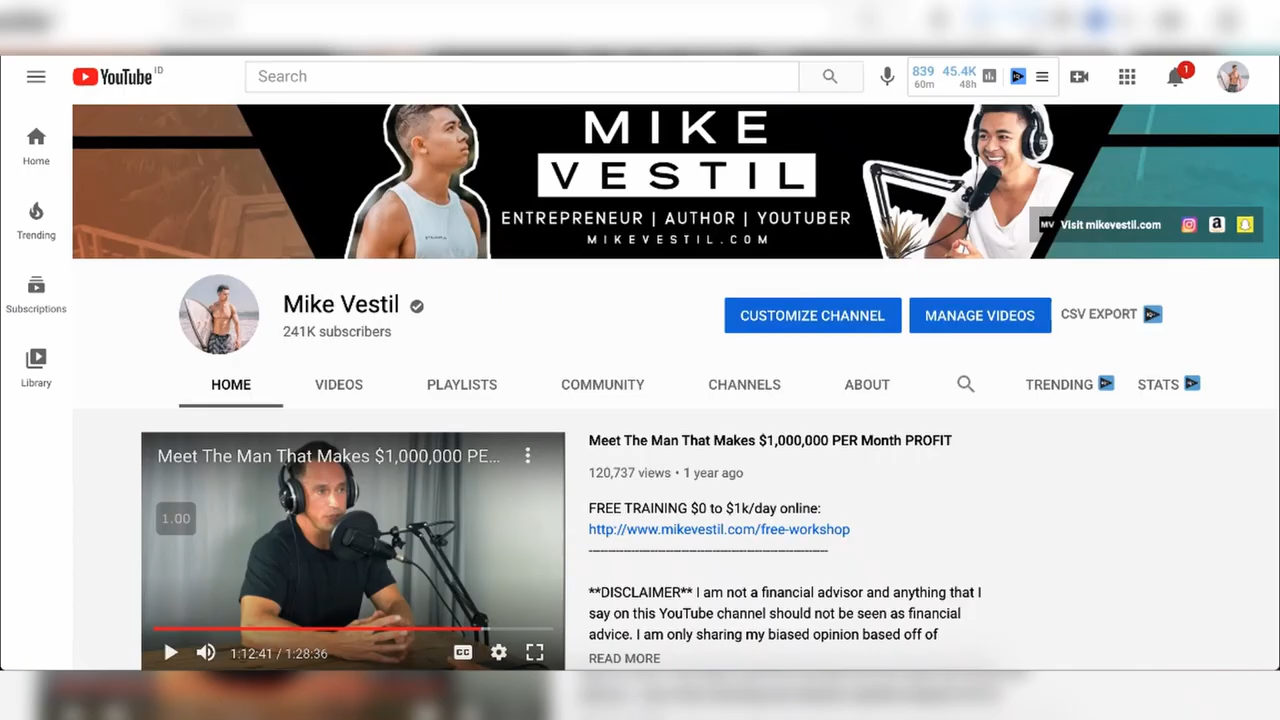 YouTube ID
Search
839 45.4K
60m 48h
1
MIKE
VESTIL
ENTREPRENEUR | AUTHOR | YOUTUBER
MIKEVESTIL.COM
MV Visit mikevestil.com
Home
Trending
Subscriptions
Library
Mike Vestil
241K subscribers
CUSTOMIZE CHANNEL
MANAGE VIDEOS
CSV EXPORT
HOME
VIDEOS
PLAYLISTS
COMMUNITY
CHANNELS
ABOUT
TRENDING
STATS
Meet The Man That Makes $1,000,000 PE...
1.00
1:12:41 / 1:28:36
CC
Meet The Man That Makes $1,000,000 PER Month PROFIT
120,737 views • 1 year ago
FREE TRAINING $0 to $1k/day online:
http://www.mikevestil.com/free-workshop
-----------------------------------------------------------
**DISCLAIMER** I am not a financial advisor and anything that I
say on this YouTube channel should not be seen as financial
advice. I am only sharing my biased opinion based off of
READ MORE